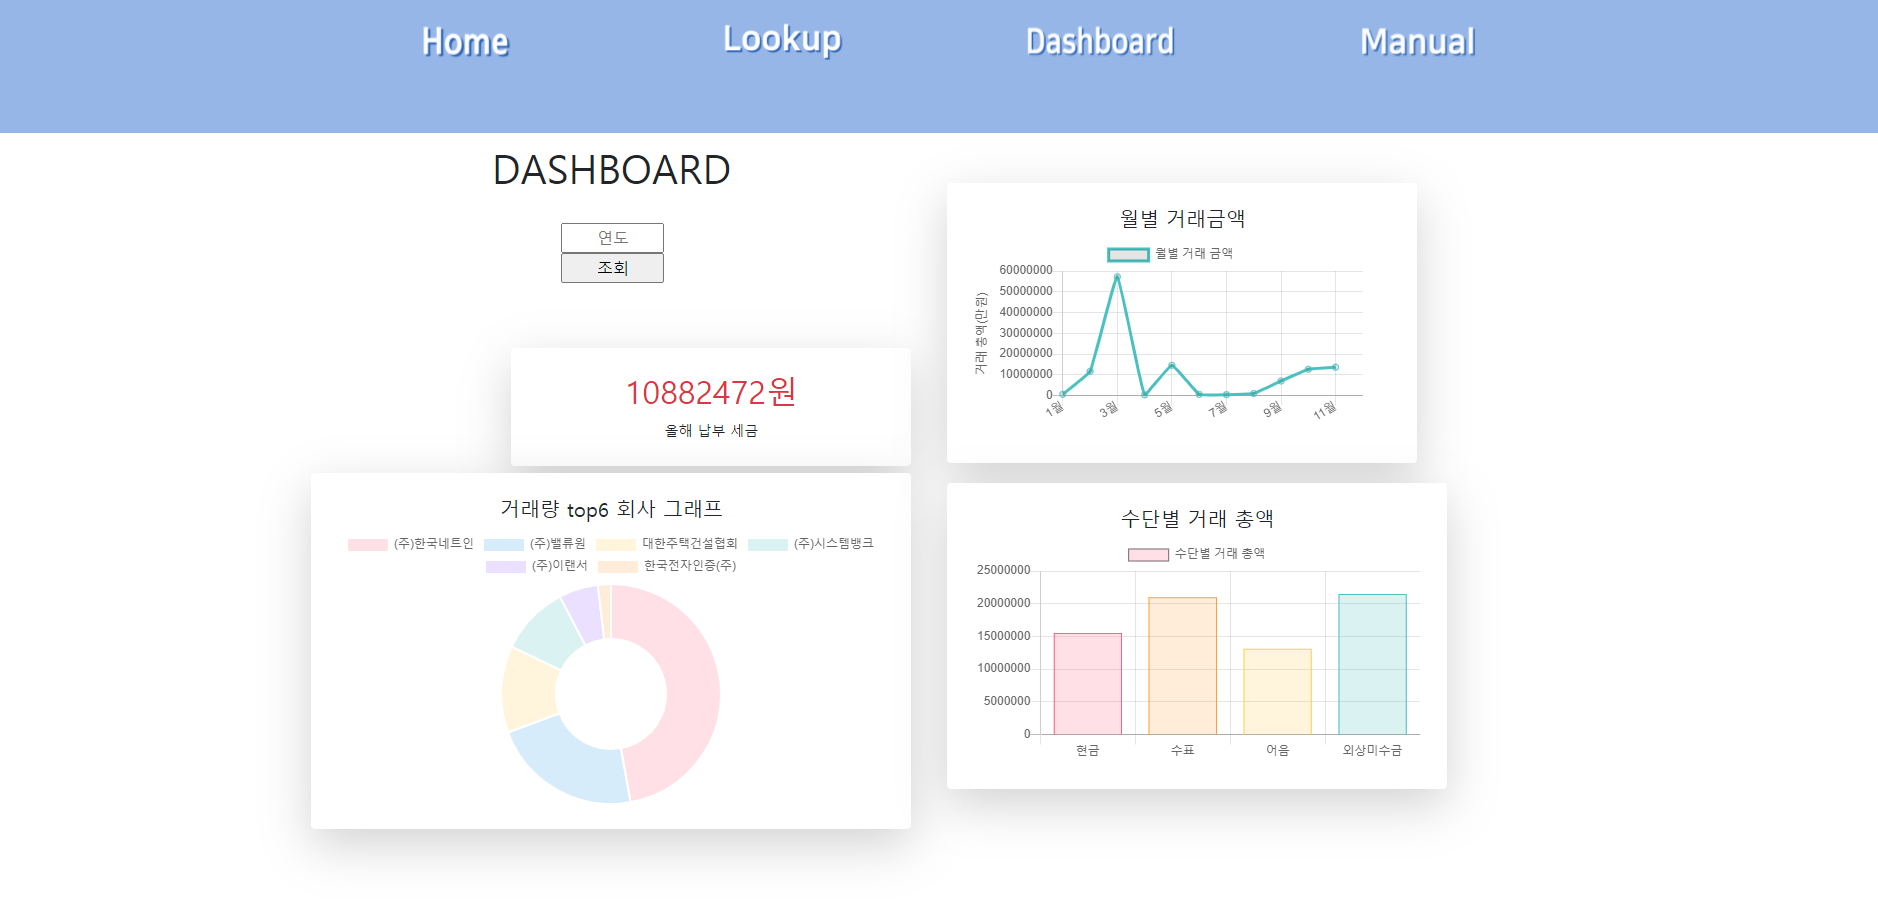 Home Lookup Dashboard Manual
DASHBOARD
연도
조회
10882472원
올해 납부 세금
거래량 top6 회사 그래프
(주)한국네트인 (주)밸류원 대한주택건설협회 (주)시스템뱅크
(주)이랜서 한국전자인증(주)
월별 거래금액
월별 거래 금액
거래 총액(만원)
60000000
50000000
40000000
30000000
20000000
10000000
0
1월 3월 5월 7월 9월 11월
수단별 거래 총액
수단별 거래 총액
25000000
20000000
15000000
10000000
5000000
0
현금 수표 어음 외상미수금